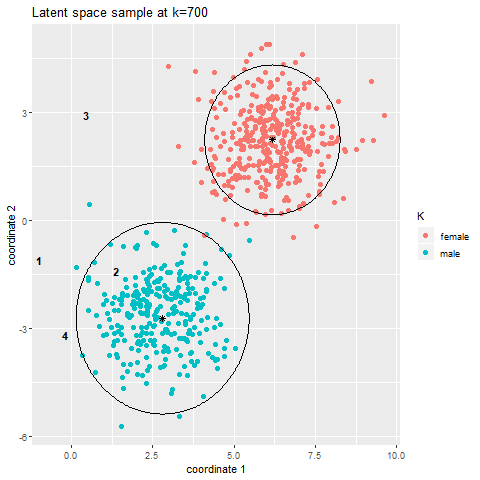 Latent space sample at k=700
coordinate 2
3
0
-3
-6
3
1
2
4
0.0 2.5 5.0 7.5 10.0
coordinate 1
K
female
male